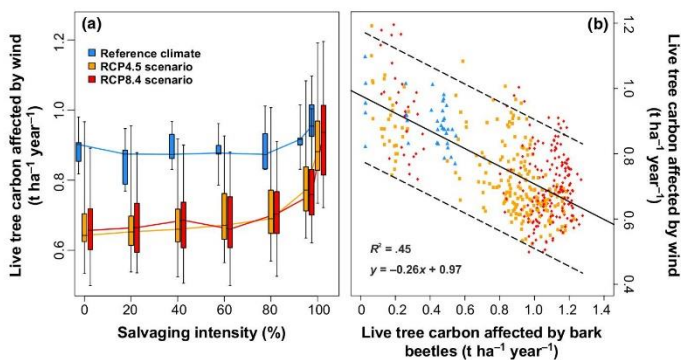 (a)
Reference climate
RCP4.5 scenario
RCP8.4 scenario
Live tree carbon affected by wind
(t ha⁻¹ year⁻¹)
1.2
1.0
0.8
0.6
0 20 40 60 80 100
Salvaging intensity (%)
(b)
R² = .45
y = −0.26x + 0.97
0.0 0.2 0.4 0.6 0.8 1.0 1.2 1.4
Live tree carbon affected by bark
beetles (t ha⁻¹ year⁻¹)
1.2
1.0
0.8
0.6
0.4
Live tree carbon affected by wind
(t ha⁻¹ year⁻¹)